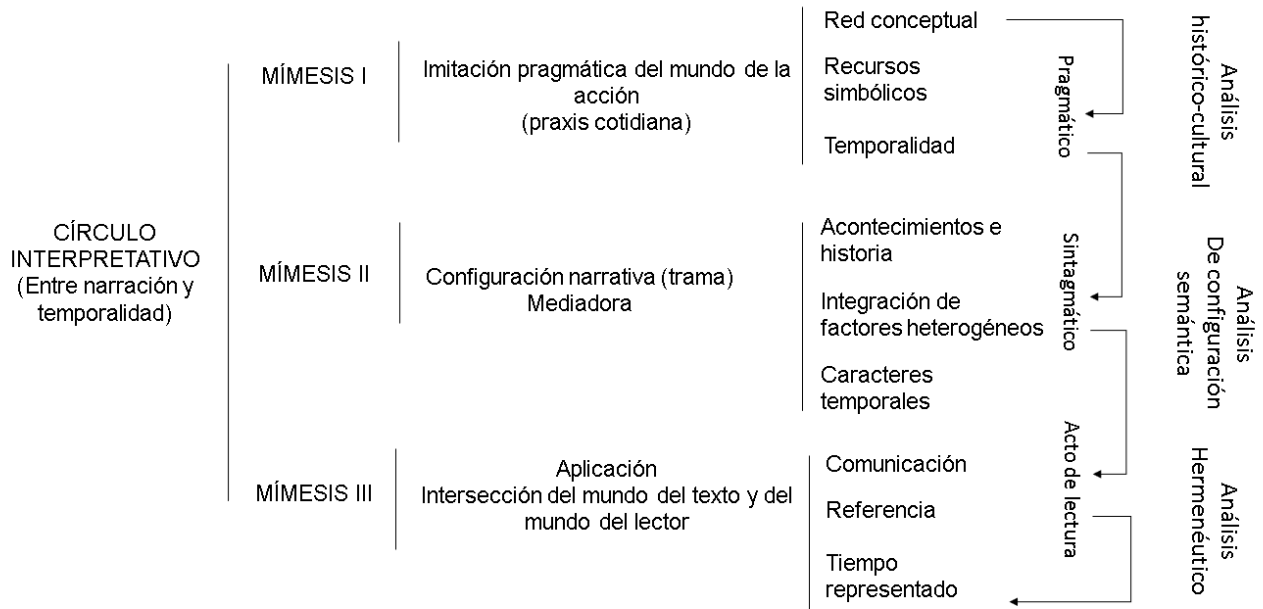 CÍRCULO
INTERPRETATIVO
(Entre narración y
temporalidad)
MÍMESIS I
Imitación pragmática del mundo de la
acción
(praxis cotidiana)
Red conceptual
Recursos
simbólicos
Temporalidad
Pragmático
Análisis
histórico-cultural
MÍMESIS II
Configuración narrativa (trama)
Mediadora
Acontecimientos e
historia
Integración de
factores heterogéneos
Caracteres
temporales
Sintagmático
Análisis
De configuración
semántica
MÍMESIS III
Aplicación
Intersección del mundo del texto y del
mundo del lector
Comunicación
Referencia
Tiempo
representado
Acto de lectura
Análisis
Hermenéutico